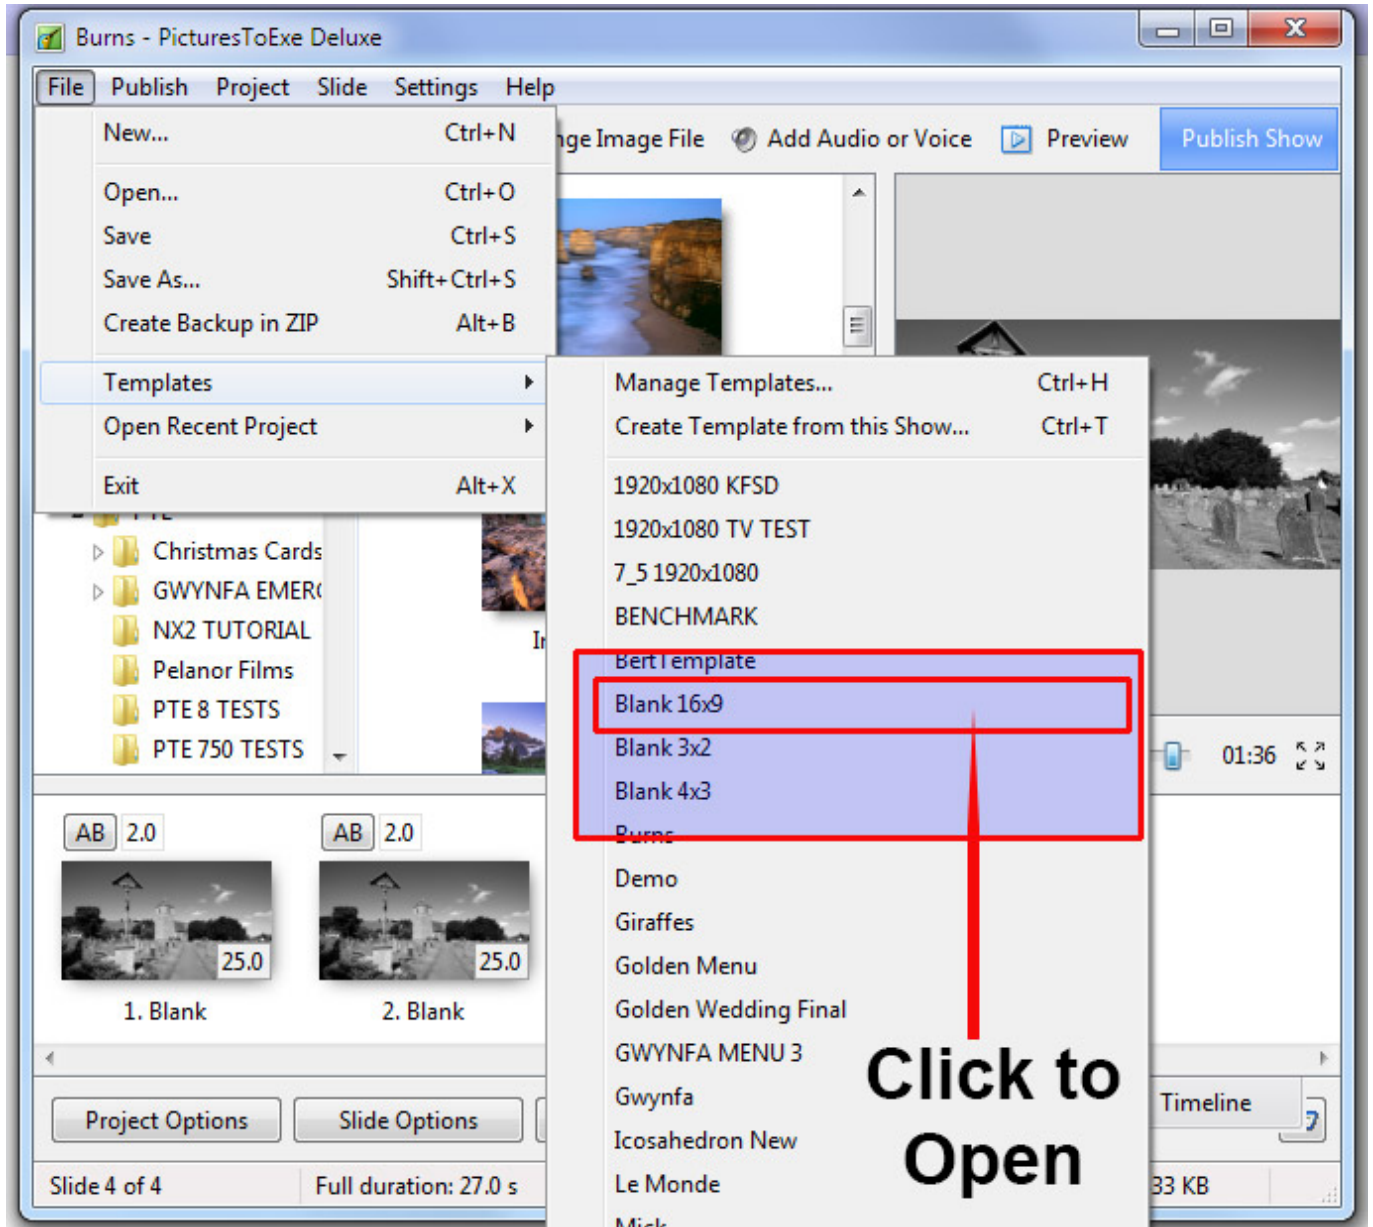 Burns - PicturesToExe Deluxe
File Publish Project Slide Settings Help
New... Ctrl+N
Open... Ctrl+O
Save Ctrl+S
Save As... Shift+Ctrl+S
Create Backup in ZIP Alt+B
Templates
Open Recent Project
Exit Alt+X
Image File Add Audio or Voice Preview Publish Show
Manage Templates... Ctrl+H
Create Template from this Show... Ctrl+T
1920x1080 KFSD
1920x1080 TV TEST
7_5 1920x1080
BENCHMARK
BertTemplate
Blank 16x9
Blank 3x2
Blank 4x3
Burns
Demo
Giraffes
Golden Menu
Golden Wedding Final
GWYNFA MENU 3
Gwynfa
Icosahedron New
Le Monde
Click to
Open
Christmas Cards
GWYNFA EMER
NX2 TUTORIAL
Pelanor Films
PTE 8 TESTS
PTE 750 TESTS
01:36
AB 2.0 AB 2.0
25.0 25.0
1. Blank 2. Blank
Project Options Slide Options Timeline
Slide 4 of 4 Full duration: 27.0 s 33 KB